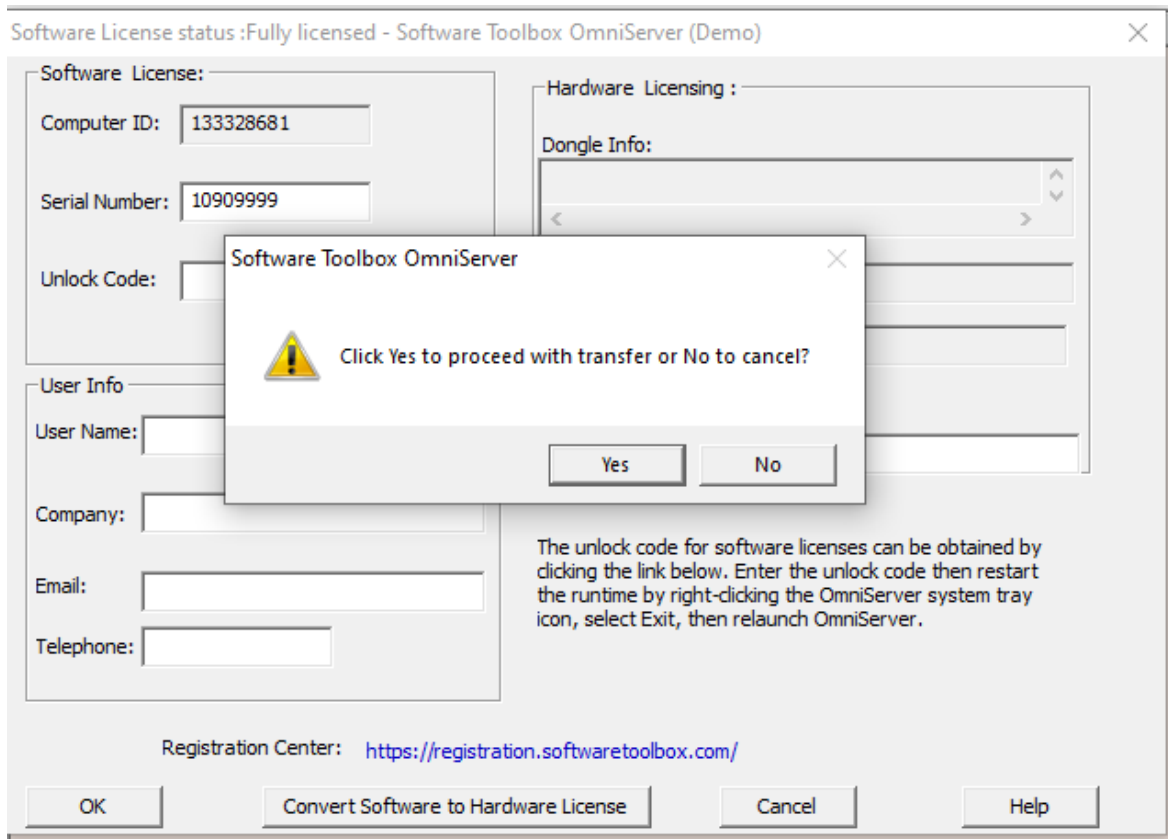 Software License status :Fully licensed - Software Toolbox OmniServer (Demo)
Software License:
Computer ID: 133328681
Serial Number: 10909999
Unlock Code:
Hardware Licensing :
Dongle Info:
Software Toolbox OmniServer
Click Yes to proceed with transfer or No to cancel?
Yes No
User Info
User Name:
Company:
Email:
Telephone:
The unlock code for software licenses can be obtained by
clicking the link below. Enter the unlock code then restart
the runtime by right-clicking the OmniServer system tray
icon, select Exit, then relaunch OmniServer.
Registration Center: https://registration.softwaretoolbox.com/
OK Convert Software to Hardware License Cancel Help